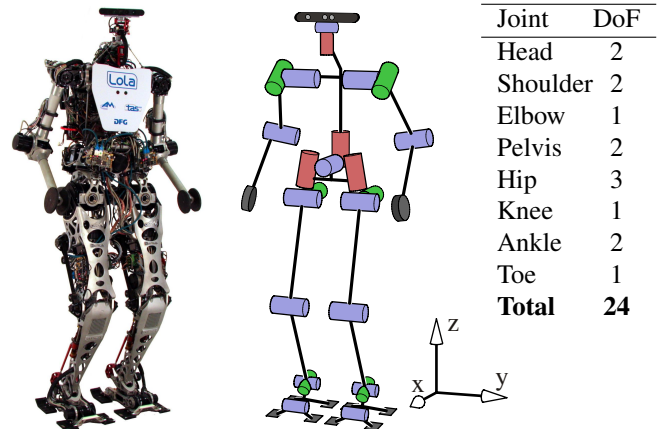 Lola
tas
DFG
Joint DoF
Head 2
Shoulder 2
Elbow 1
Pelvis 2
Hip 3
Knee 1
Ankle 2
Toe 1
Total 24
z
x
y